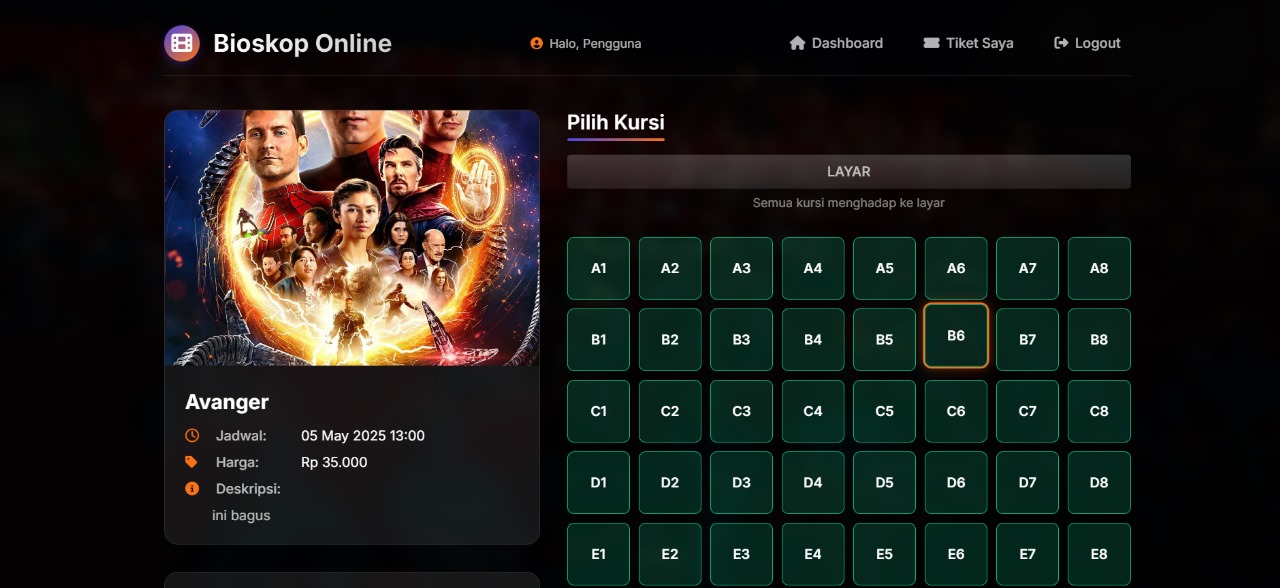 Bioskop Online
Halo, Pengguna
Dashboard
Tiket Saya
Logout
Avanger
Jadwal: 05 May 2025 13:00
Harga: Rp 35.000
Deskripsi:
ini bagus
Pilih Kursi
LAYAR
Semua kursi menghadap ke layar
A1 A2 A3 A4 A5 A6 A7 A8
B1 B2 B3 B4 B5 B6 B7 B8
C1 C2 C3 C4 C5 C6 C7 C8
D1 D2 D3 D4 D5 D6 D7 D8
E1 E2 E3 E4 E5 E6 E7 E8